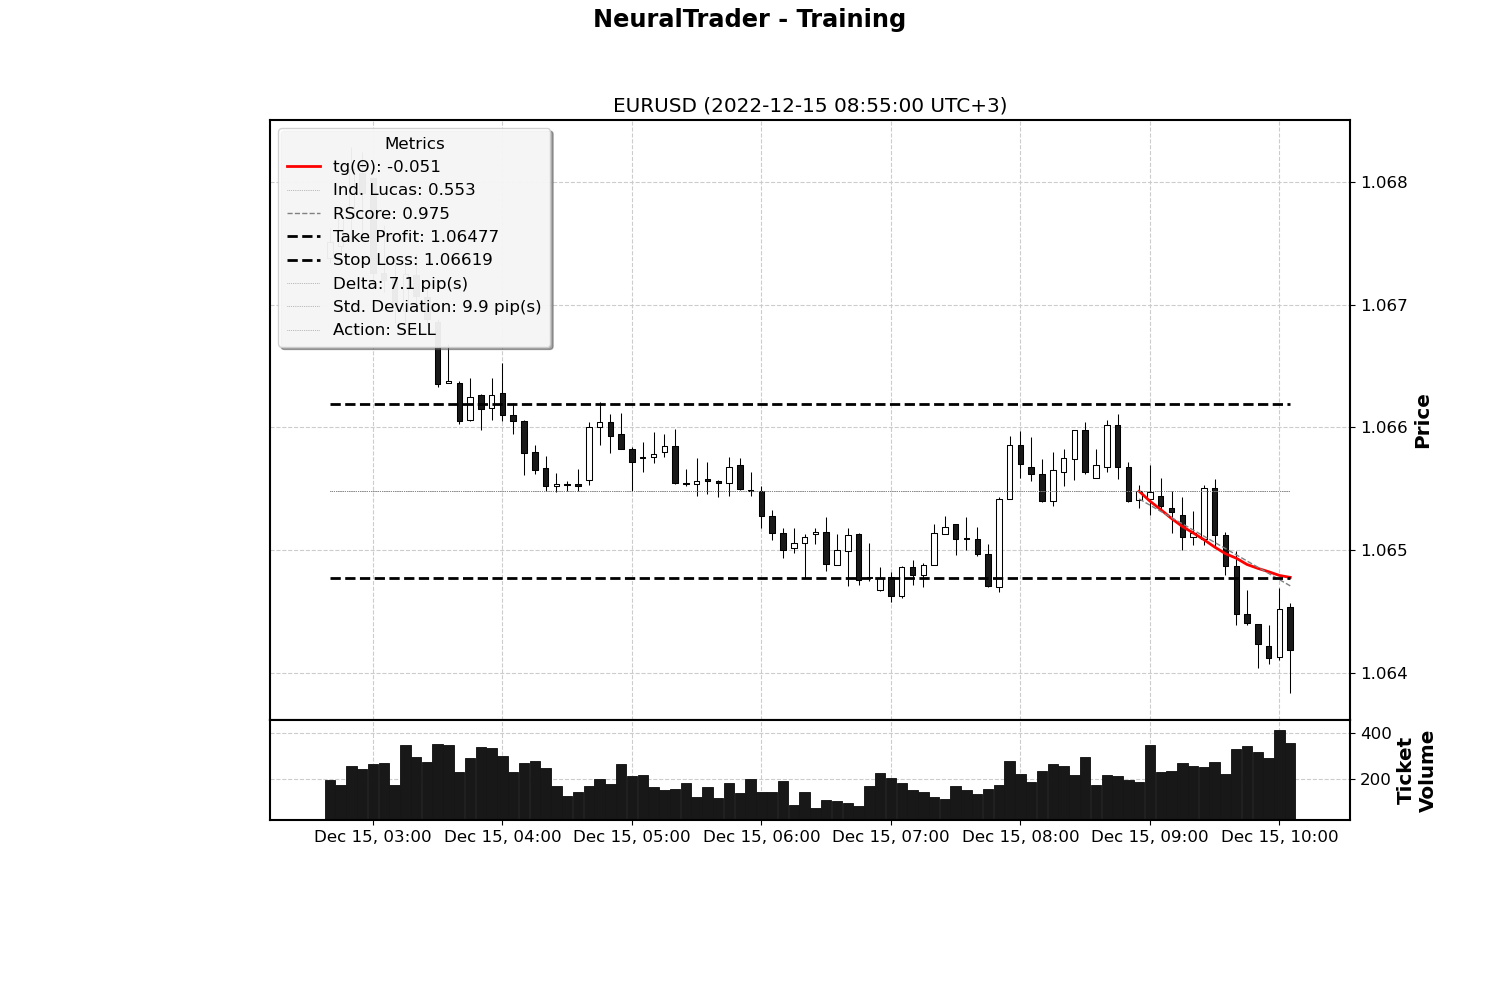 NeuralTrader - Training
EURUSD (2022-12-15 08:55:00 UTC+3)
Metrics
tg(Θ): -0.051
Ind. Lucas: 0.553
RScore: 0.975
Take Profit: 1.06477
Stop Loss: 1.06619
Delta: 7.1 pip(s)
Std. Deviation: 9.9 pip(s)
Action: SELL
1.068
1.067
1.066
1.065
1.064
Price
400
200
Ticket
Volume
Dec 15, 03:00
Dec 15, 04:00
Dec 15, 05:00
Dec 15, 06:00
Dec 15, 07:00
Dec 15, 08:00
Dec 15, 09:00
Dec 15, 10:00